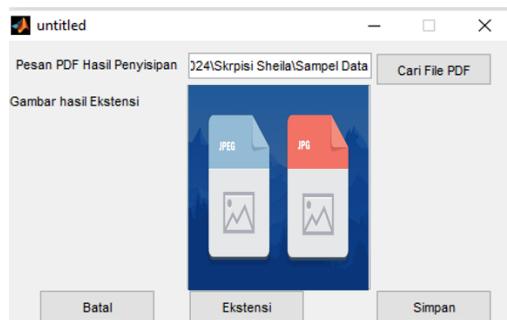 untitled
Pesan PDF Hasil Penyisipan
024\Skrpisi Sheila\Sampel Data
Cari File PDF
Gambar hasil Ekstensi
JPEG
JPG
Batal
Ekstensi
Simpan